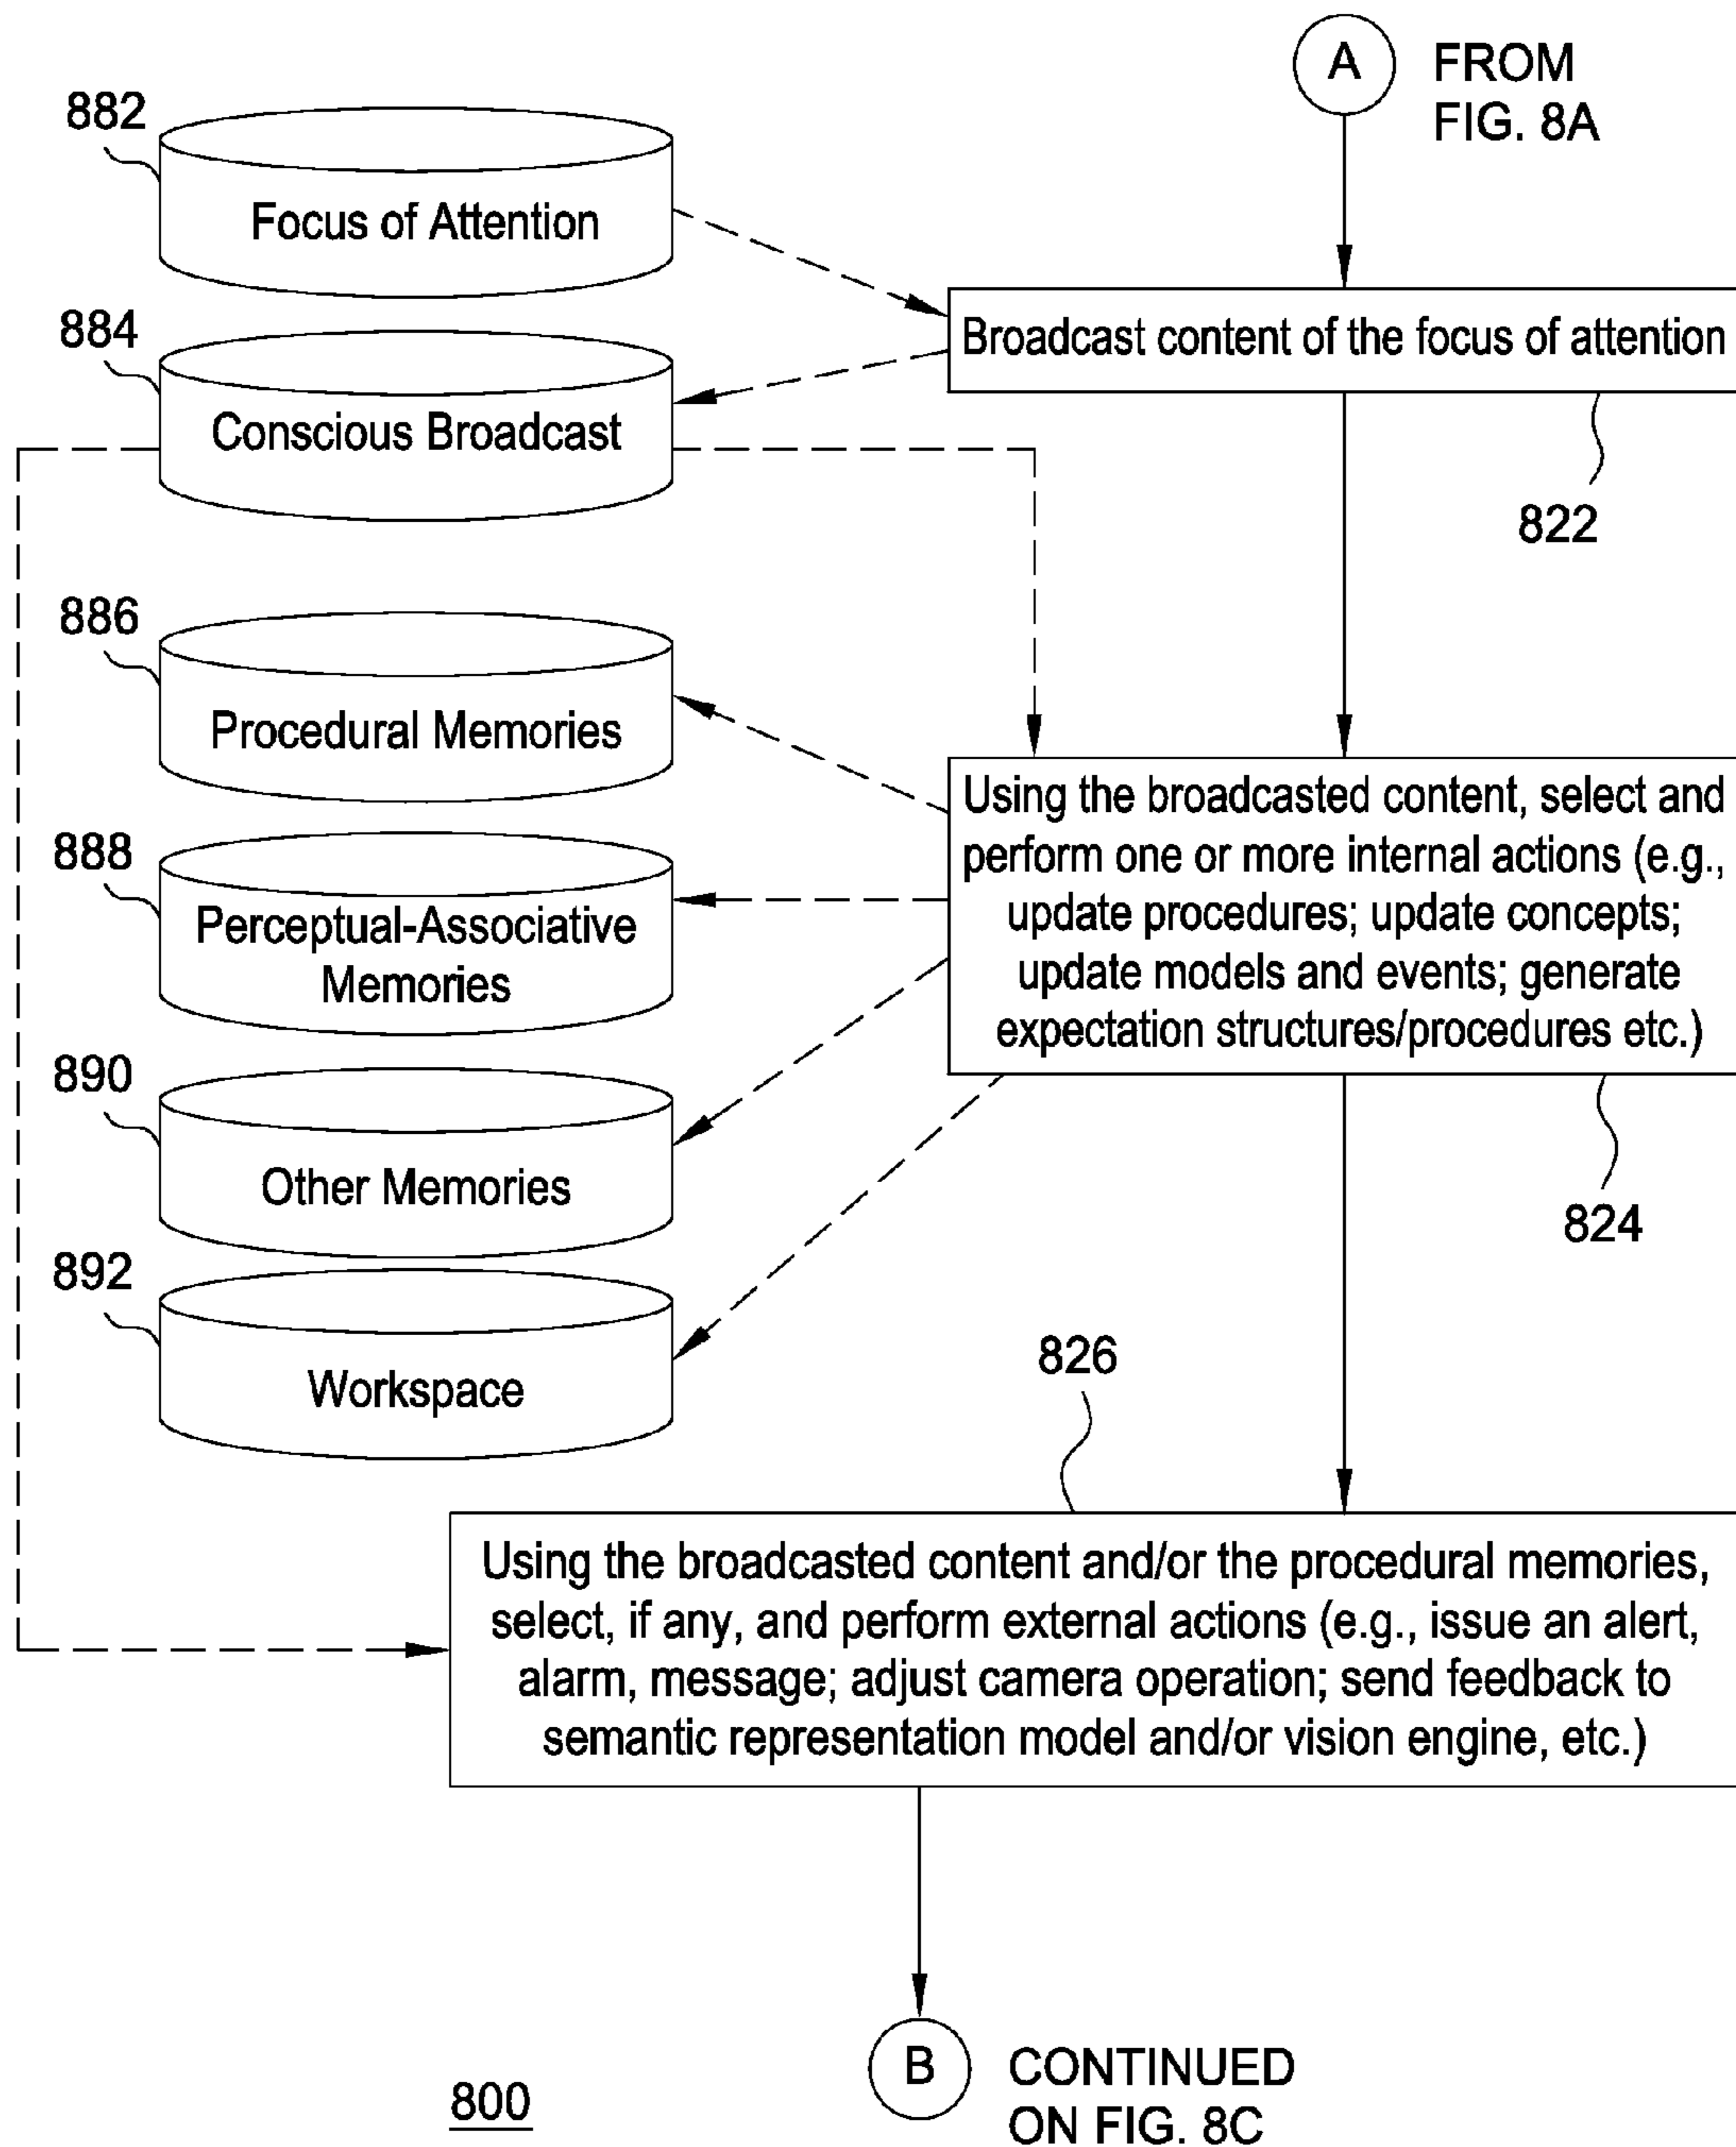 A
FROM
FIG. 8A
882
Focus of Attention
884
Broadcast content of the focus of attention
Conscious Broadcast
822
886
Procedural Memories
Using the broadcasted content, select and
perform one or more internal actions (e.g.,
update procedures; update concepts;
update models and events; generate
expectation structures/procedures etc.)
888
Perceptual-Associative
Memories
890
Other Memories
824
892
Workspace
826
Using the broadcasted content and/or the procedural memories,
select, if any, and perform external actions (e.g., issue an alert,
alarm, message; adjust camera operation; send feedback to
semantic representation model and/or vision engine, etc.)
B
CONTINUED
ON FIG. 8C
800